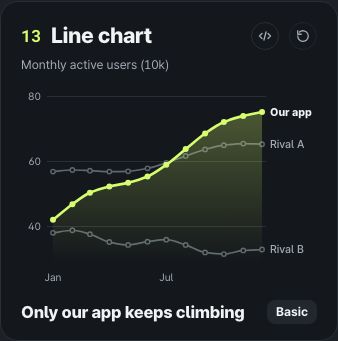 13 Line chart
</>
Monthly active users (10k)
80
Our app
Rival A
60
40
Rival B
Jan Jul
Only our app keeps climbing Basic